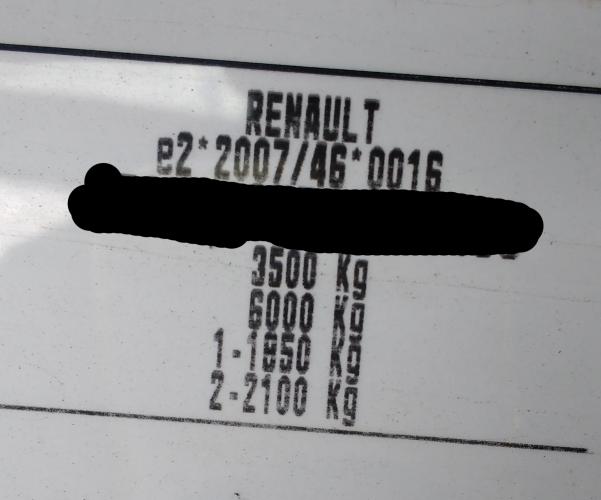 RENAULT
e2*2007/46*0016
3500 Kg
6000 Kg
1-1850 Kg
2-2100 Kg